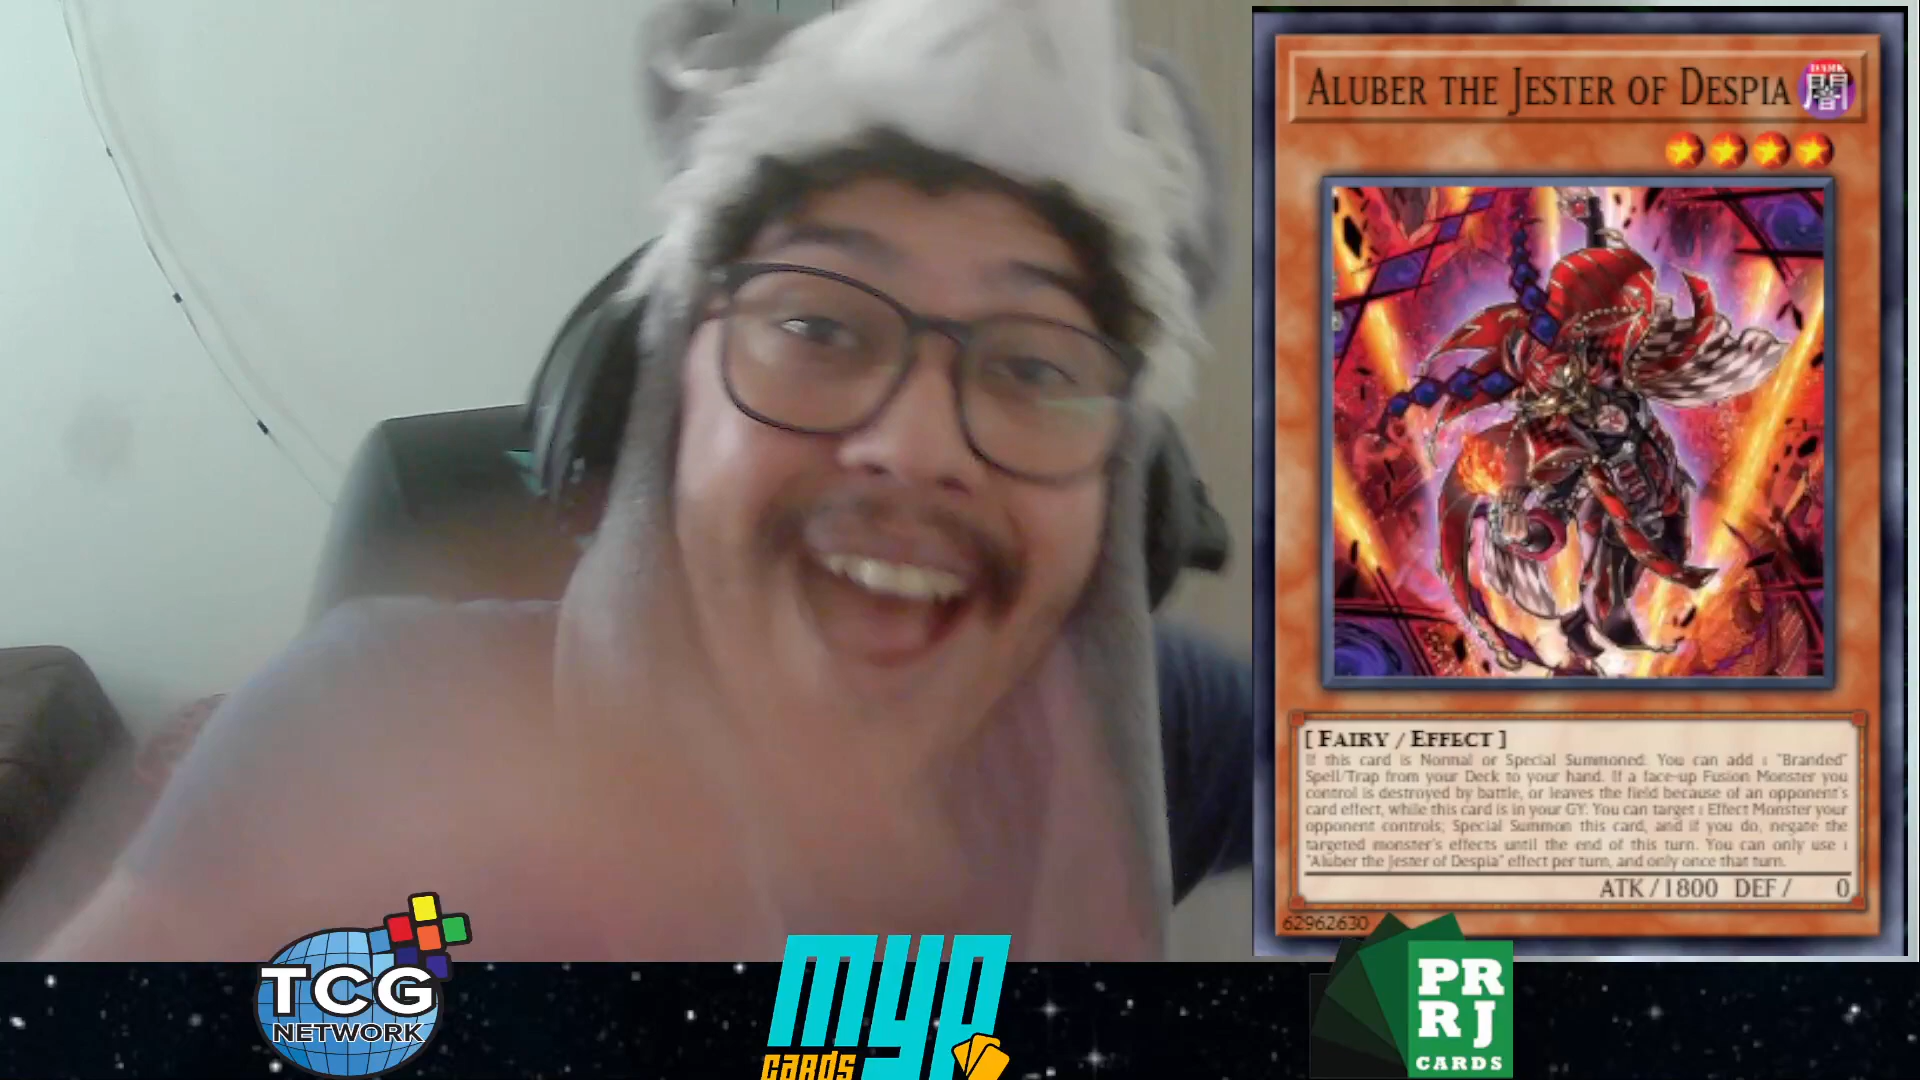 ALUBER THE JESTER OF DESPIA
DARK
闇
[ FAIRY / EFFECT ]
If this card is Normal or Special Summoned. You can add 1 "Branded"
Spell/Trap from your Deck to your hand. If a face-up Fusion Monster you
control is destroyed by battle, or leaves the field because of an opponent's
card effect, while this card is in your GY. You can target 1 Effect Monster your
opponent controls; Special Summon this card, and if you do, negate the
targeted monster's effects until the end of this turn. You can only use 1
"Aluber the Jester of Despia" effect per turn, and only once that turn.
ATK / 1800 DEF / 0
62962630
TCG
NETWORK
MYP
CARDS
PR
RJ
CARDS